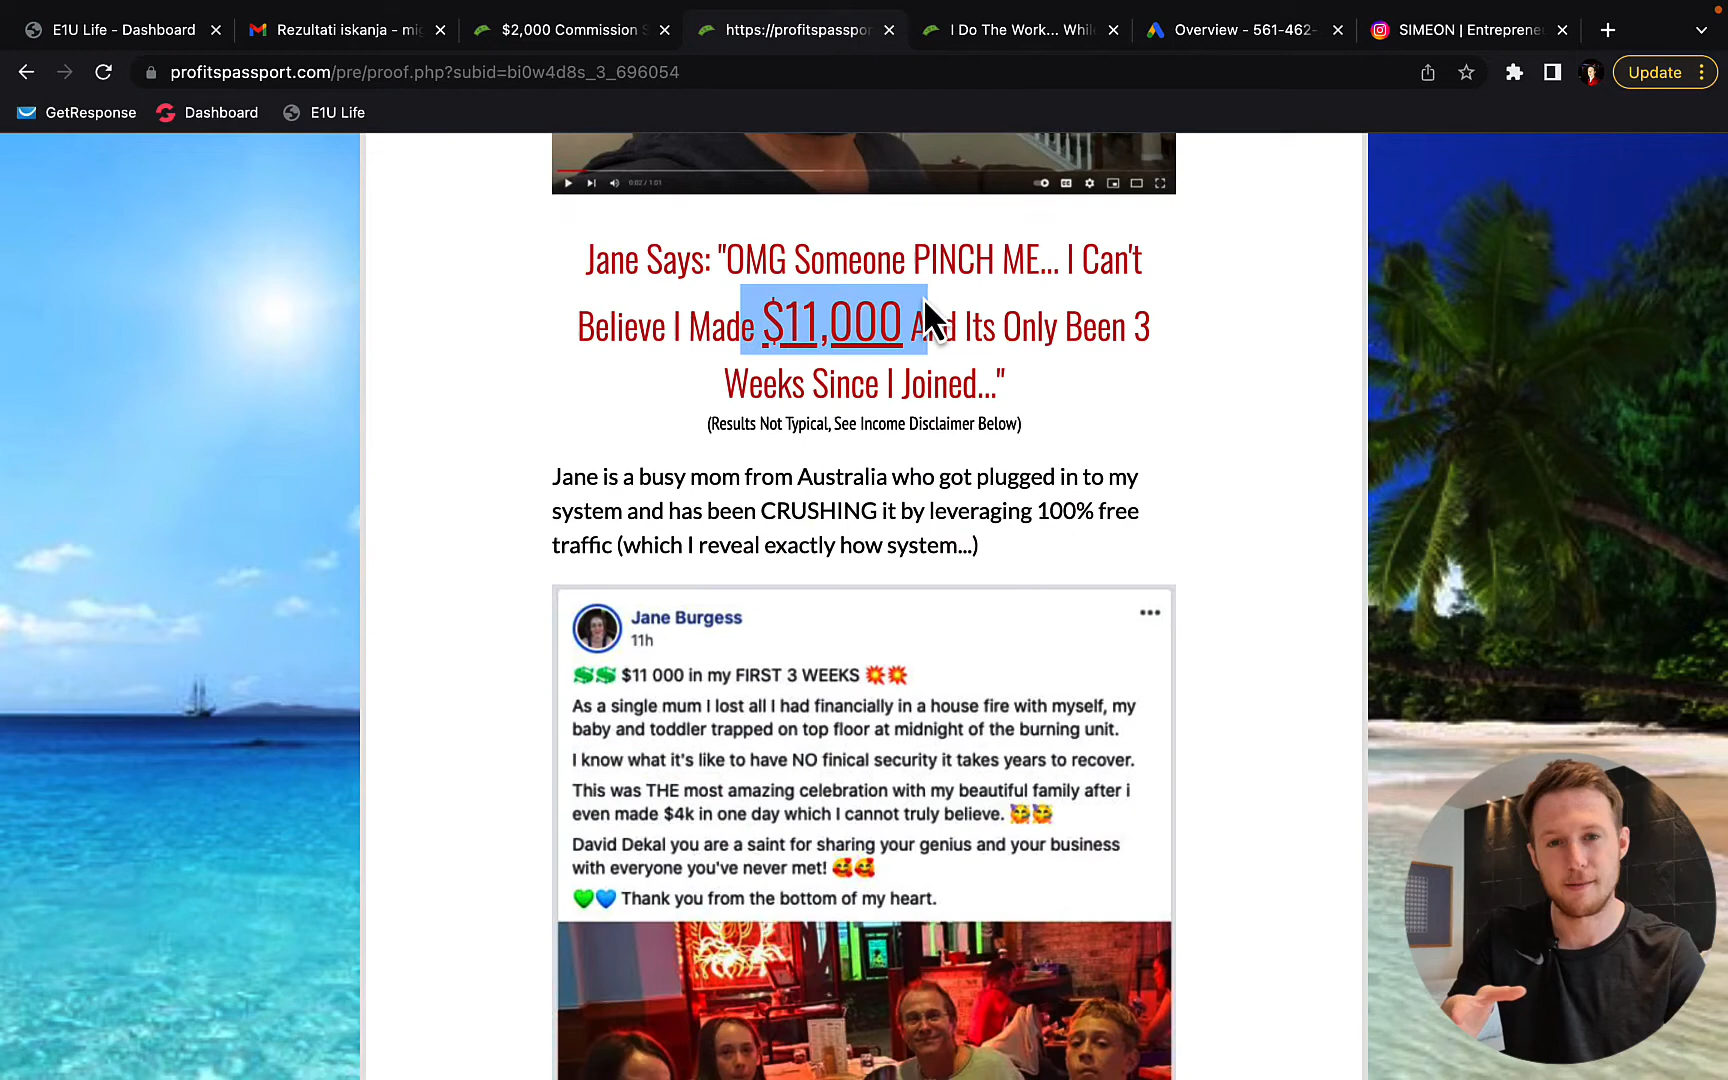 E1U Life - Dashboard
Rezultati iskanja - mig
$2,000 Commission S
https://profitspassport
I Do The Work... While
Overview - 561-462-
SIMEON | Entrepreneu
profitspassport.com/pre/proof.php?subid=bi0w4d8s_3_696054
Update
GetResponse
Dashboard
E1U Life
0:02 / 1:01
Jane Says: "OMG Someone PINCH ME... I Can't
Believe I Made $11,000 And Its Only Been 3
Weeks Since I Joined..."
(Results Not Typical, See Income Disclaimer Below)
Jane is a busy mom from Australia who got plugged in to my
system and has been CRUSHING it by leveraging 100% free
traffic (which I reveal exactly how system...)
Jane Burgess
11h
$11 000 in my FIRST 3 WEEKS
As a single mum I lost all I had financially in a house fire with myself, my
baby and toddler trapped on top floor at midnight of the burning unit.
I know what it's like to have NO finical security it takes years to recover.
This was THE most amazing celebration with my beautiful family after i
even made $4k in one day which I cannot truly believe. 🥰🥰
David Dekal you are a saint for sharing your genius and your business
with everyone you've never met! 🥰🥰
💚💙 Thank you from the bottom of my heart.